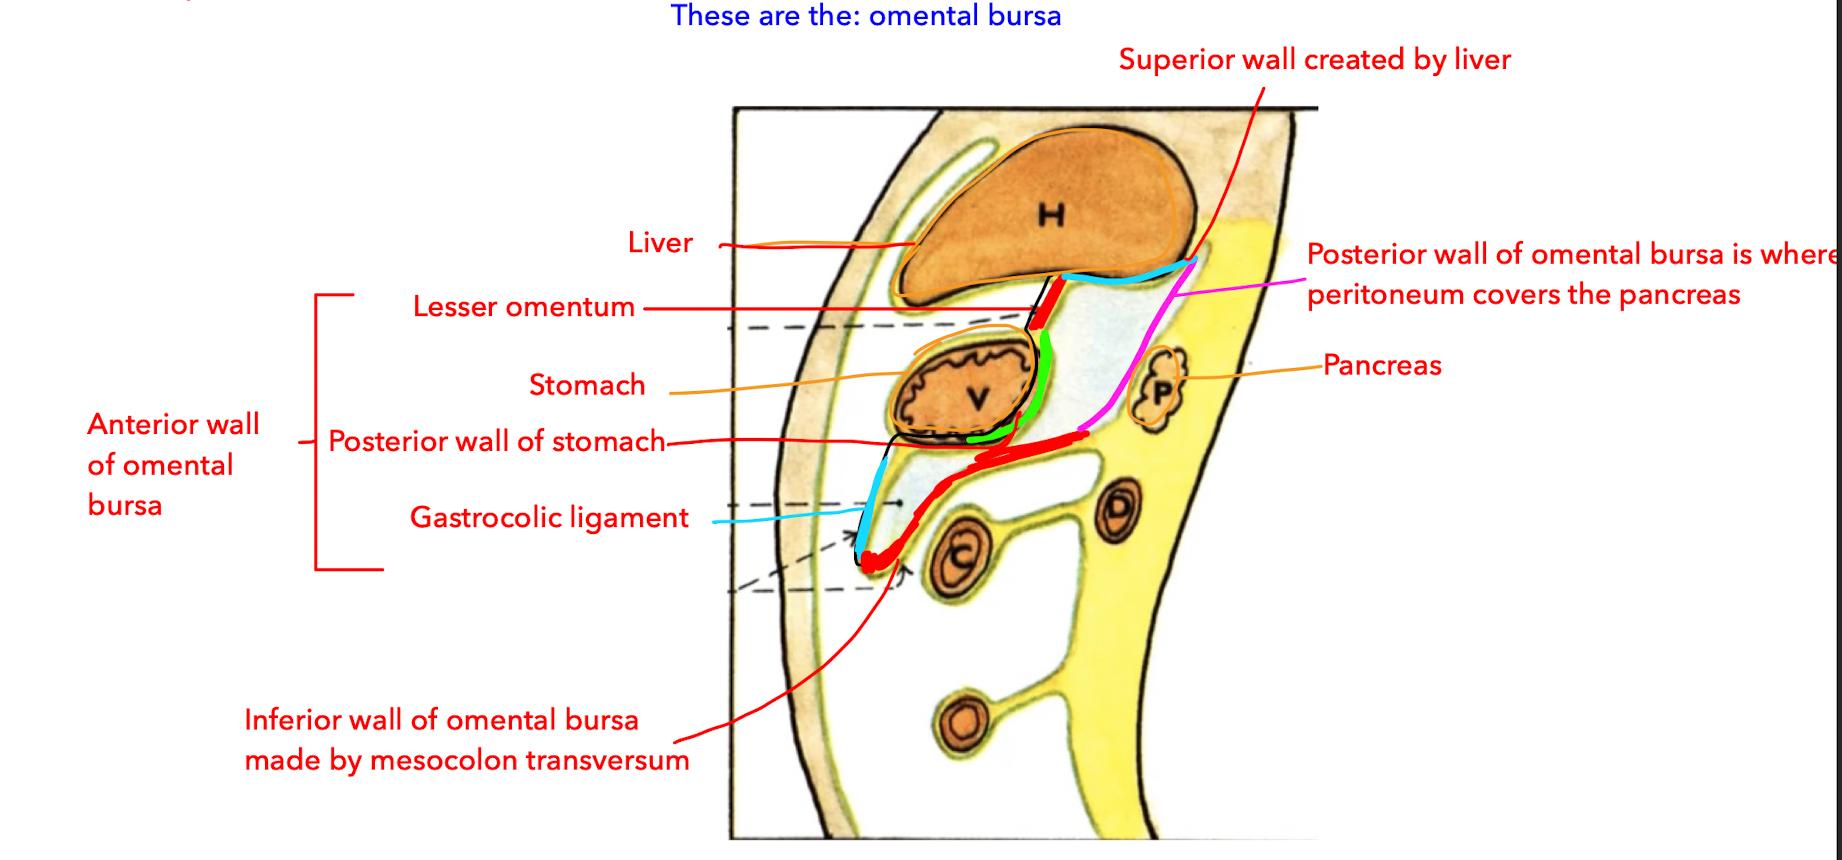 These are the: omental bursa
Superior wall created by liver
H
Liver
Posterior wall of omental bursa is where
peritoneum covers the pancreas
Lesser omentum
Stomach
V
Pancreas
P
Anterior wall
of omental
bursa
Posterior wall of stomach
Gastrocolic ligament
D
C
Inferior wall of omental bursa
made by mesocolon transversum